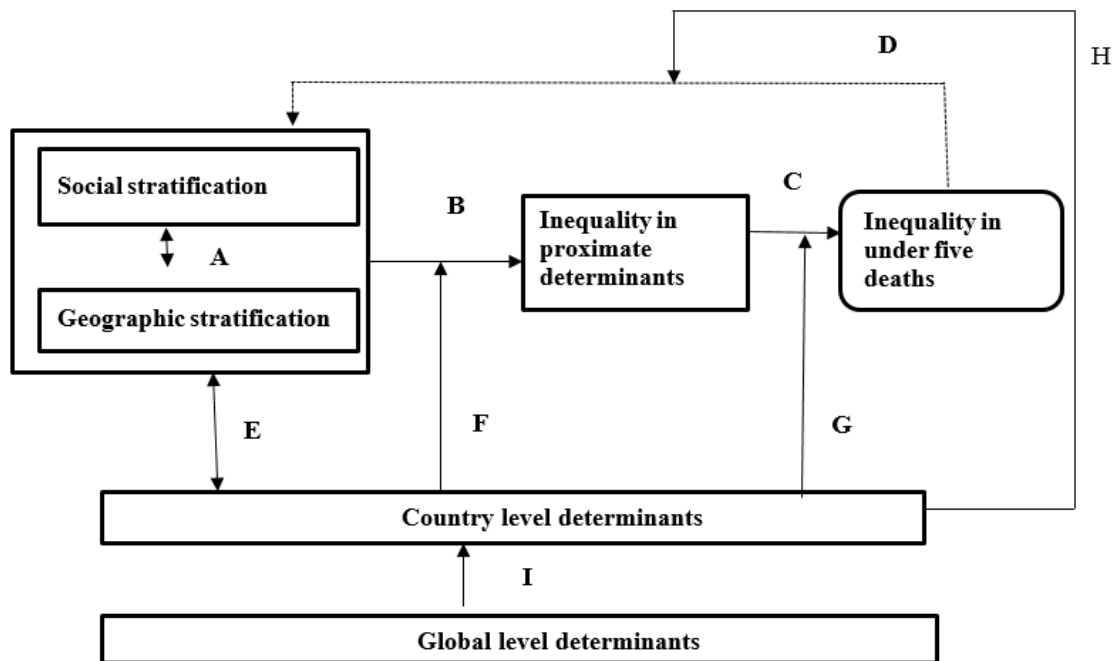 D
H
Social stratification
A
Geographic stratification
B
Inequality in
proximate
determinants
C
Inequality in
under five
deaths
E
F
G
Country level determinants
I
Global level determinants